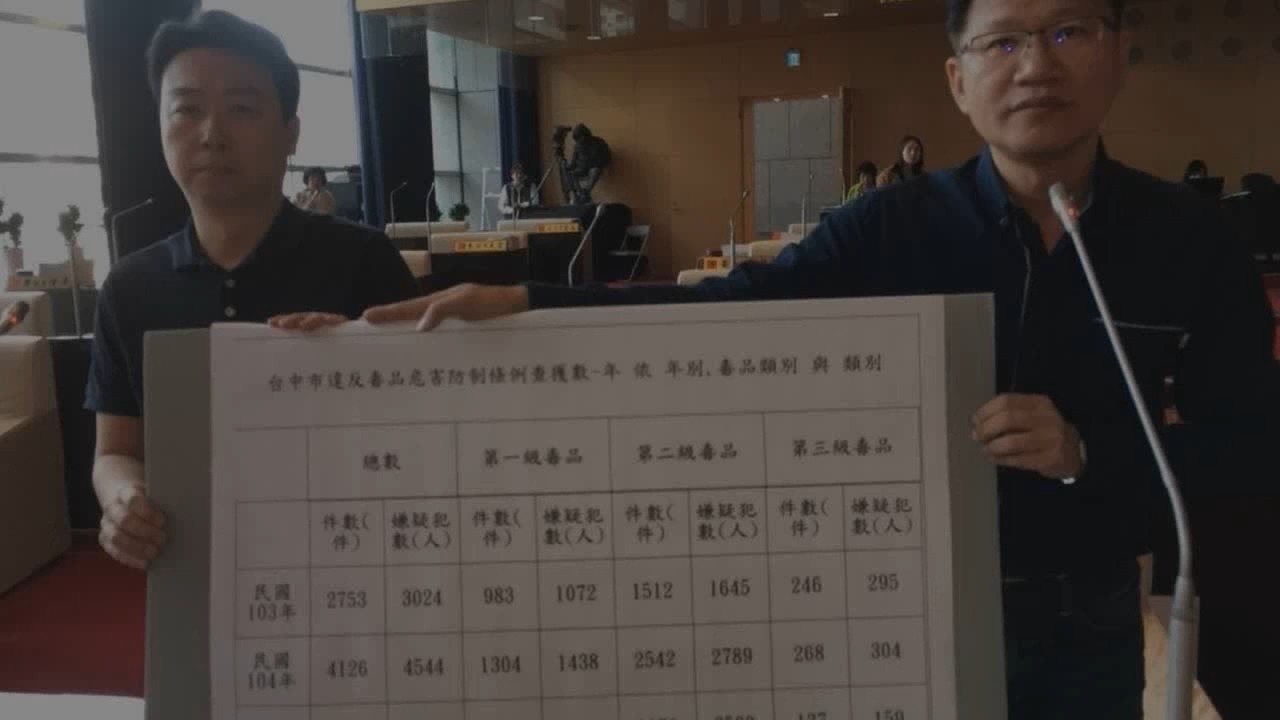 台中市違反毒品危害防制條例查獲數-年 依 年別,毒品類別 與 類別
總數 第一級毒品 第二級毒品 第三級毒品
件數(件) 嫌疑犯數(人) 件數(件) 嫌疑犯數(人) 件數(件) 嫌疑犯數(人) 件數(件) 嫌疑犯數(人)
民國103年 2753 3024 983 1072 1512 1645 246 295
民國104年 4126 4544 1304 1438 2542 2789 268 304
137 159